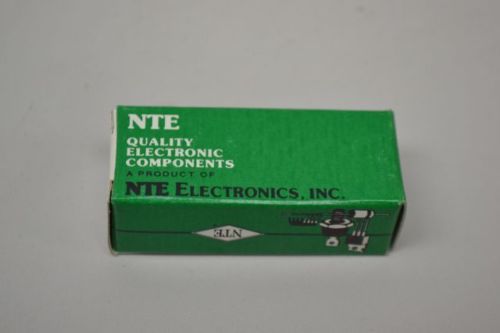 NTE
QUALITY
ELECTRONIC
COMPONENTS
A PRODUCT OF
NTE ELECTRONICS, INC.
NTE